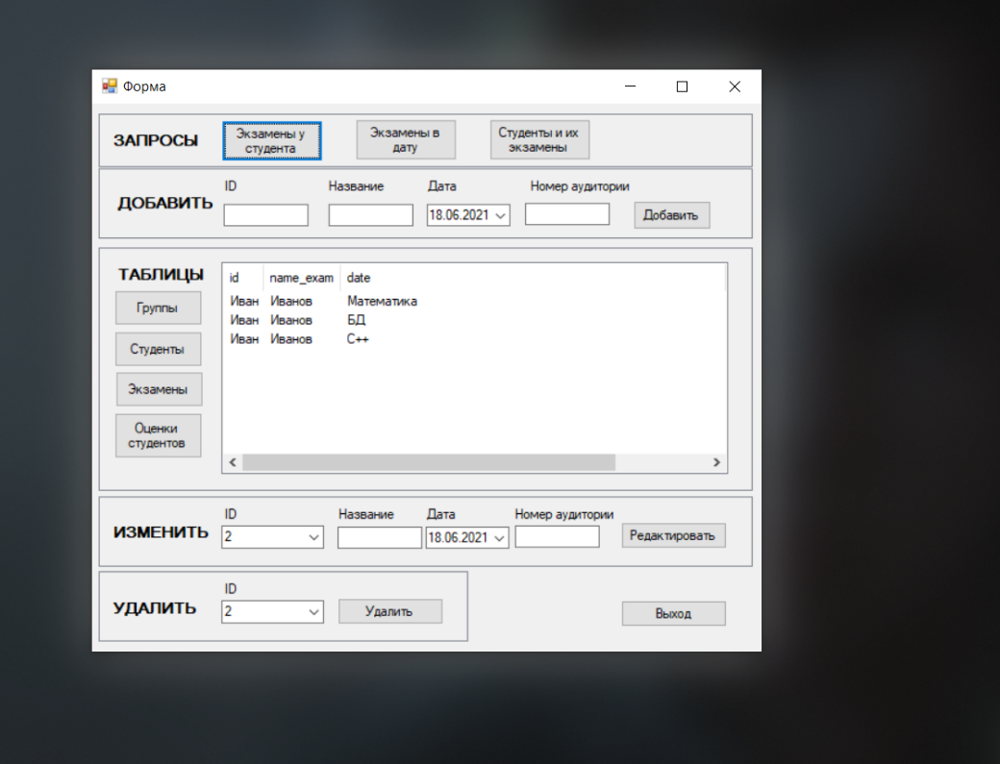 Форма
ЗАПРОСЫ
Экзамены у
студента
Экзамены в
дату
Студенты и их
экзамены
ДОБАВИТЬ
ID
Название
Дата
Номер аудитории
18.06.2021
Добавить
ТАБЛИЦЫ
Группы
Студенты
Экзамены
Оценки
студентов
id name_exam date
Иван Иванов Математика
Иван Иванов БД
Иван Иванов C++
ИЗМЕНИТЬ
ID
Название
Дата
Номер аудитории
2
18.06.2021
Редактировать
УДАЛИТЬ
ID
2
Удалить
Выход